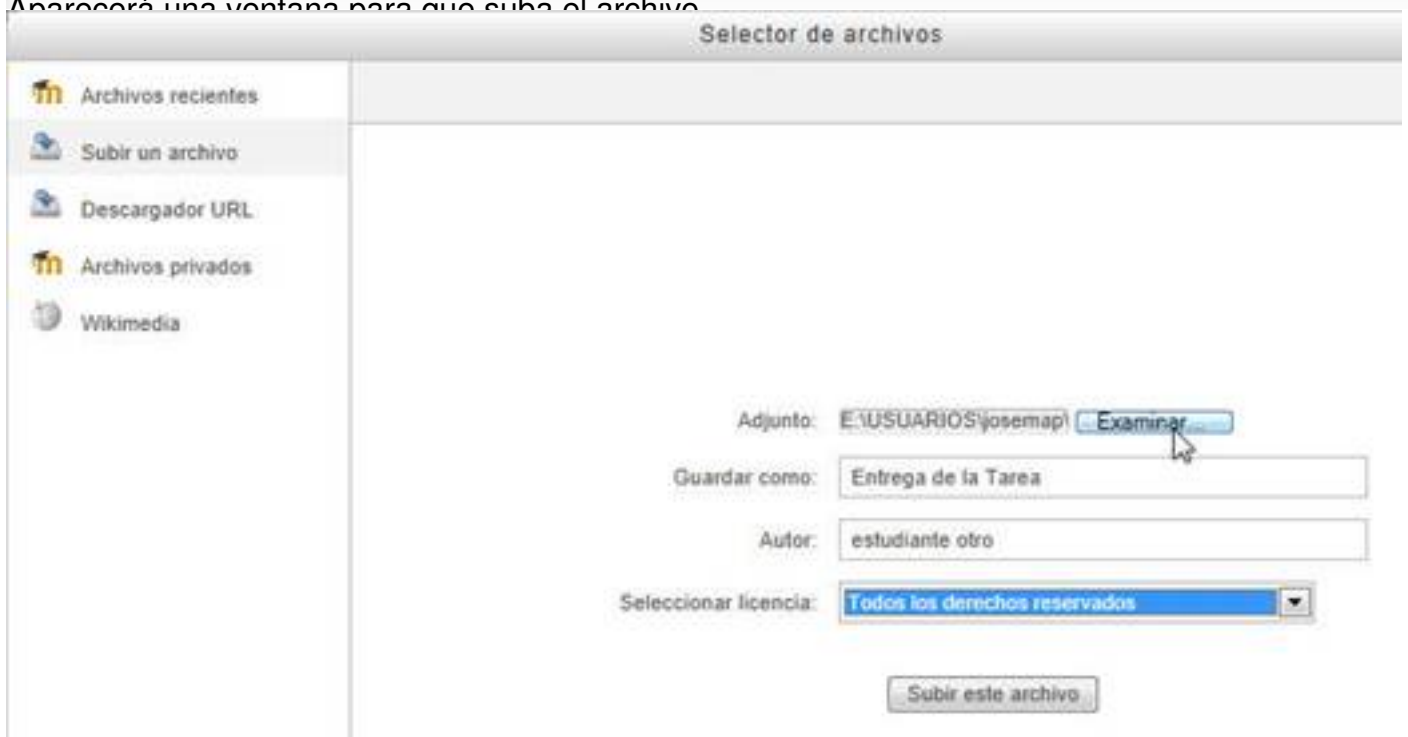 Aparecerá una ventana para que suba el archivo
Selector de archivos
Archivos recientes
Subir un archivo
Descargador URL
Archivos privados
Wikimedia
Adjunto: E:\USUARIOS\josemap\ Examinar...
Guardar como: Entrega de la Tarea
Autor: estudiante otro
Seleccionar licencia: Todos los derechos reservados
Subir este archivo